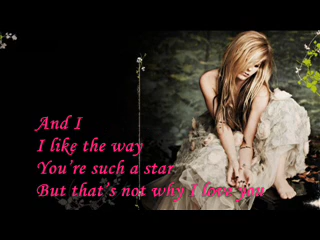 And I
I like the way
You're such a star
But that's not why I love you